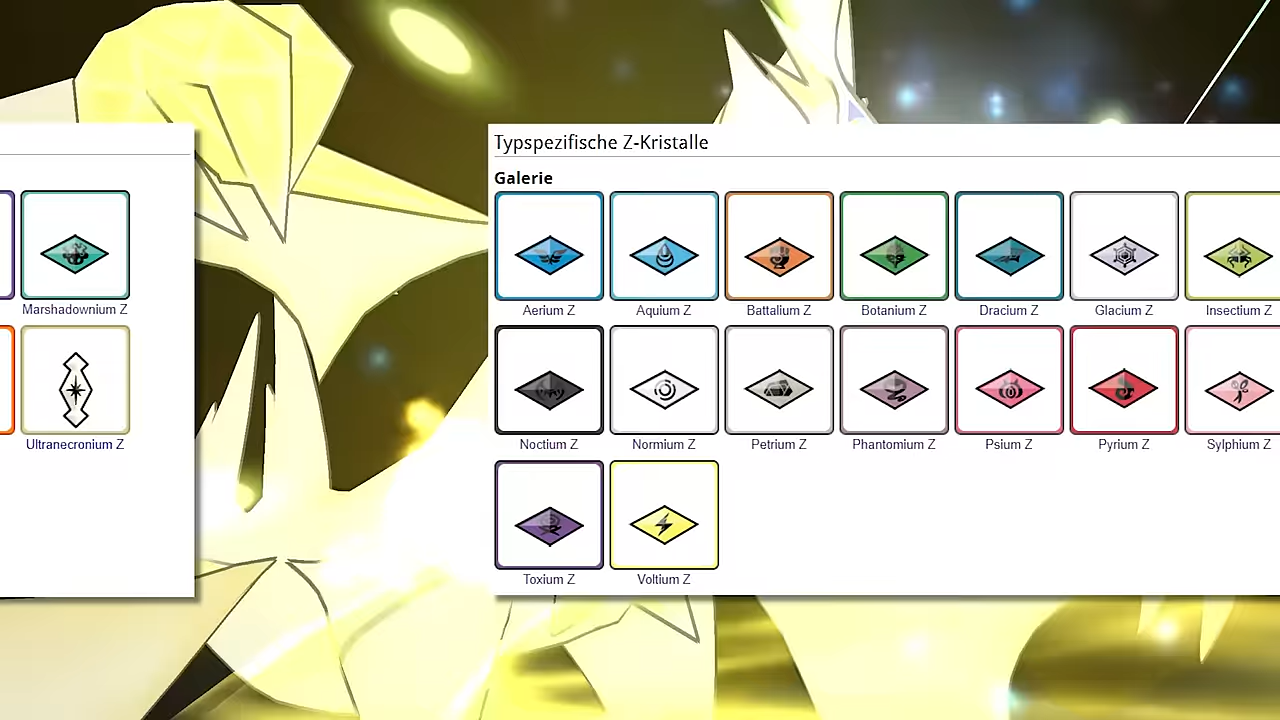 Marshadownium Z
Ultranecronium Z
Typspezifische Z-Kristalle
Galerie
Aerium Z
Aquium Z
Battalium Z
Botanium Z
Dracium Z
Glacium Z
Insectium Z
Noctium Z
Normium Z
Petrium Z
Phantomium Z
Psium Z
Pyrium Z
Sylphium Z
Toxium Z
Voltium Z